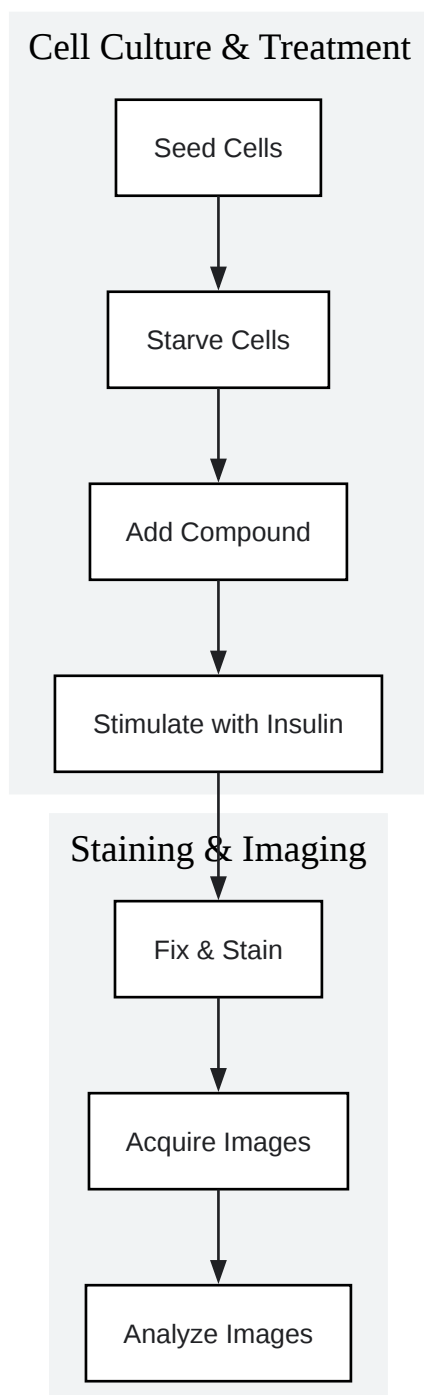 Cell Culture & Treatment
Seed Cells
Starve Cells
Add Compound
Stimulate with Insulin
Staining & Imaging
Fix & Stain
Acquire Images
Analyze Images